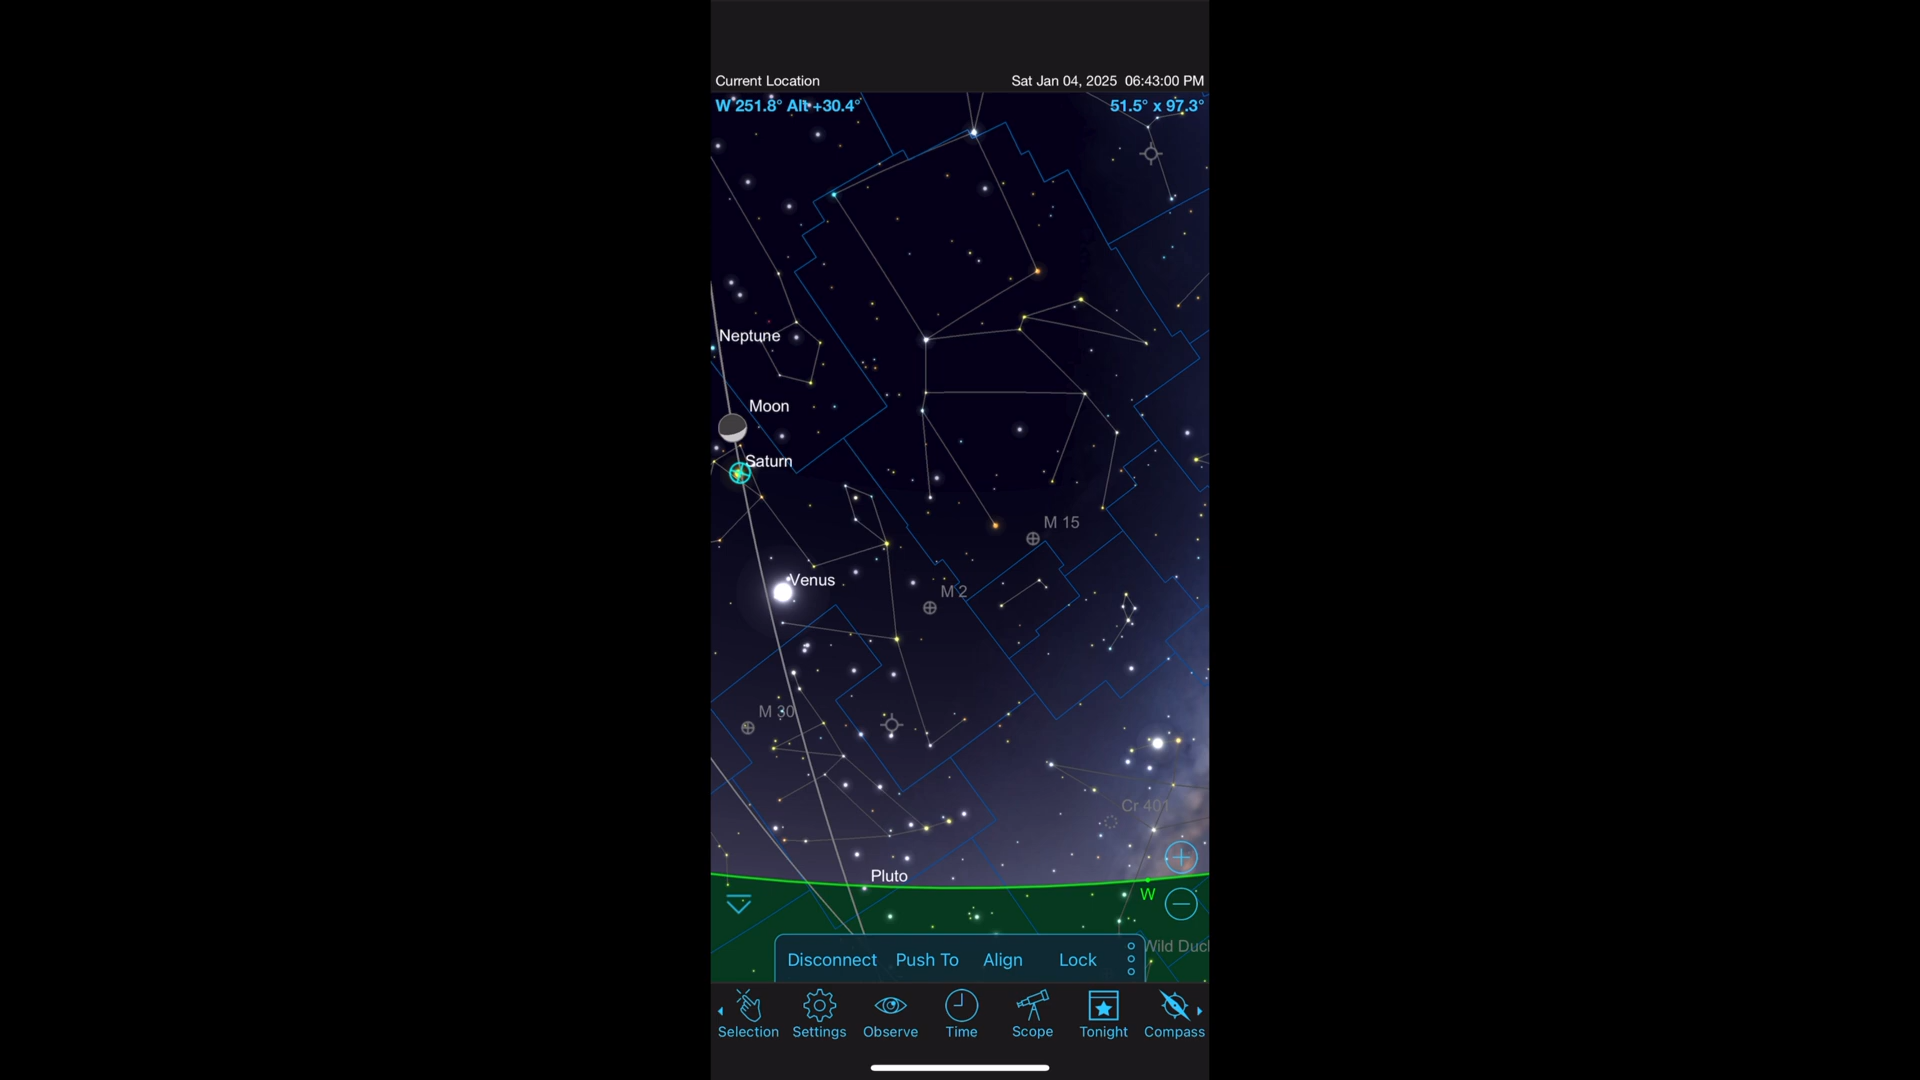 Current Location
Sat Jan 04, 2025 06:43:00 PM
W 251.8° Alt +30.4°
51.5° x 97.3°
Neptune
Moon
Saturn
M 15
Venus
M 2
M 30
Cr 401
Pluto
W
Wild Duc
Disconnect Push To Align Lock
Selection Settings Observe Time Scope Tonight Compass